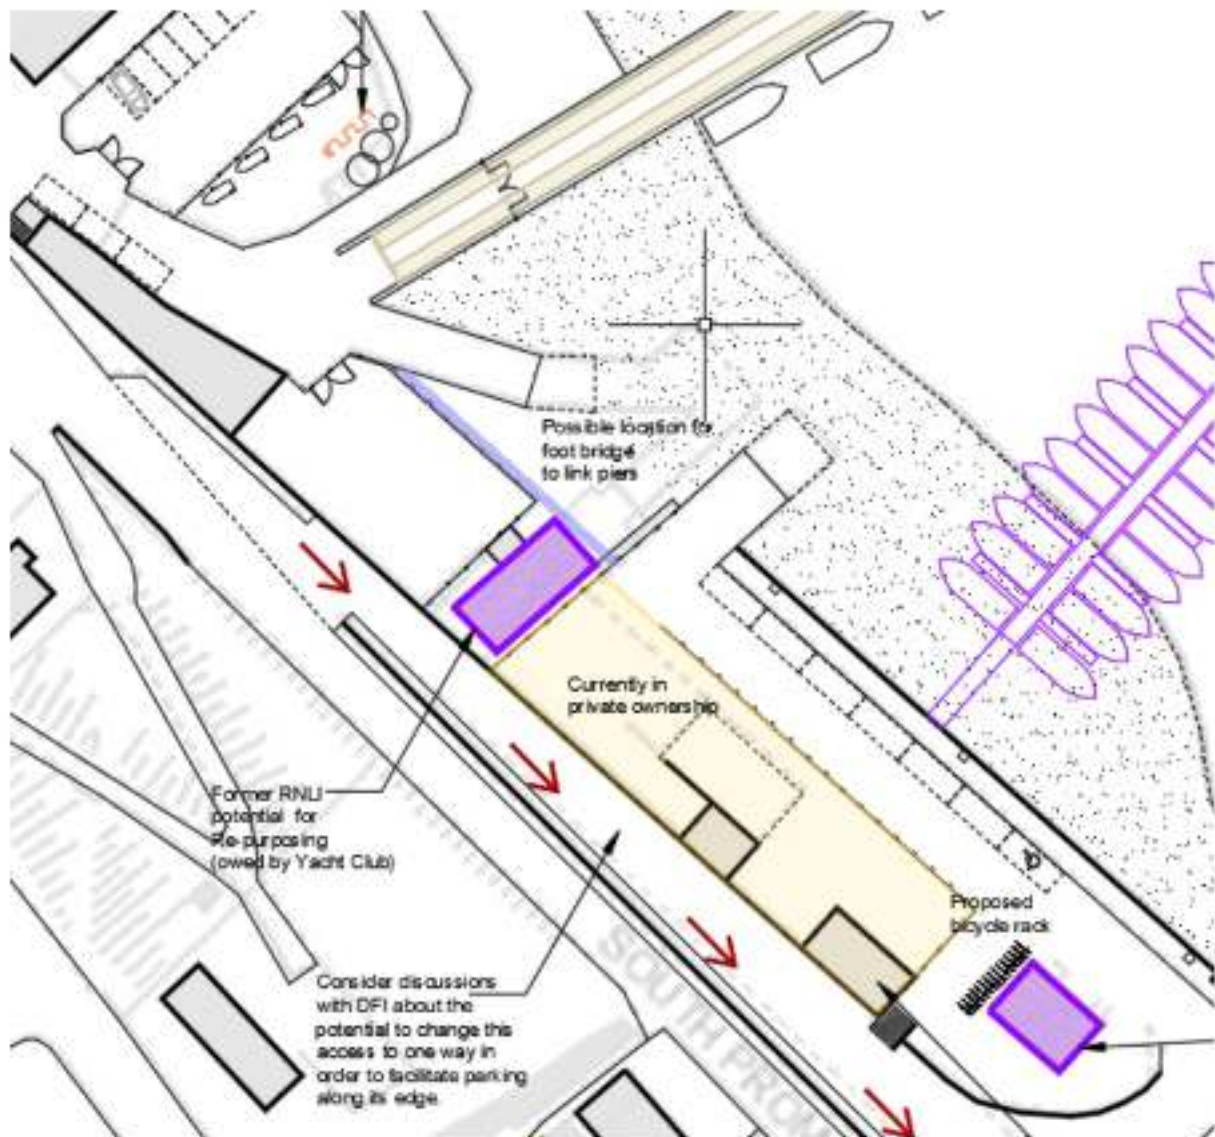 Possible location for
foot bridge
to link piers
Currently in
private ownership
Former RNLI
potential for
Re-purposing
(owed by Yacht Club)
Proposed
bicycle rack
Consider discussions
with DFI about the
potential to change this
access to one way in
order to facilitate parking
along its edge.
SOUTH PROM